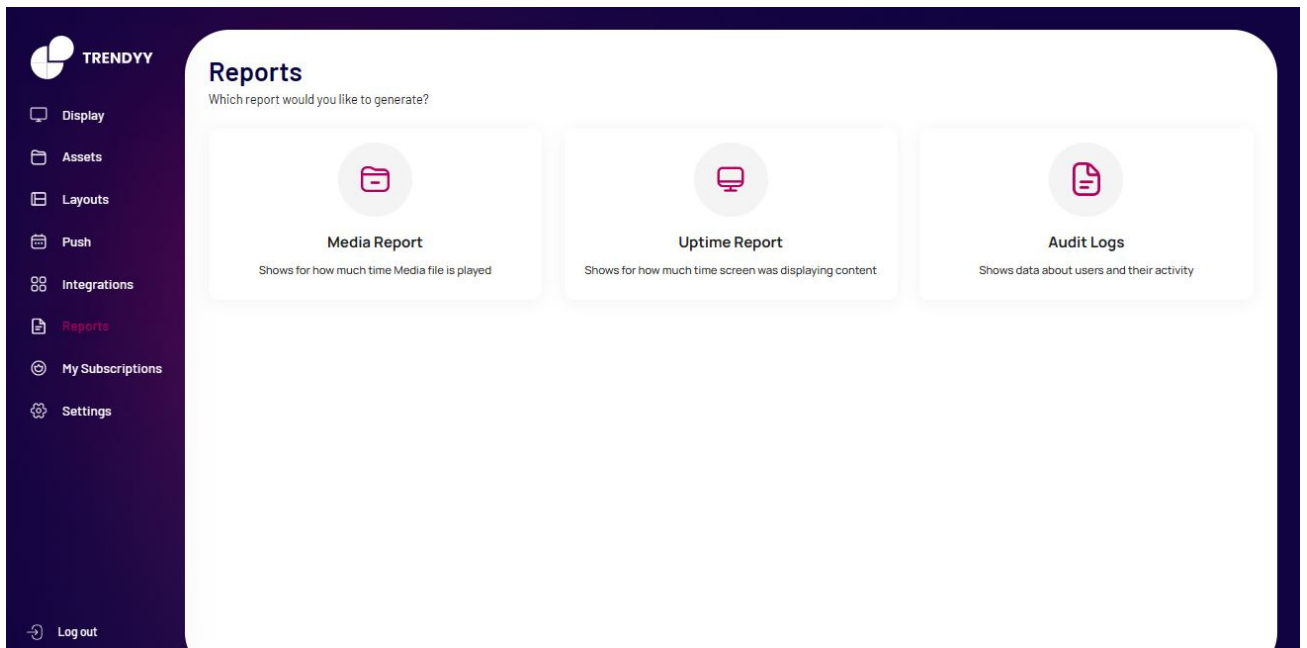 TRENDYY
Display
Assets
Layouts
Push
Integrations
Reports
My Subscriptions
Settings
Log out
Reports
Which report would you like to generate?
Media Report
Shows for how much time Media file is played
Uptime Report
Shows for how much time screen was displaying content
Audit Logs
Shows data about users and their activity